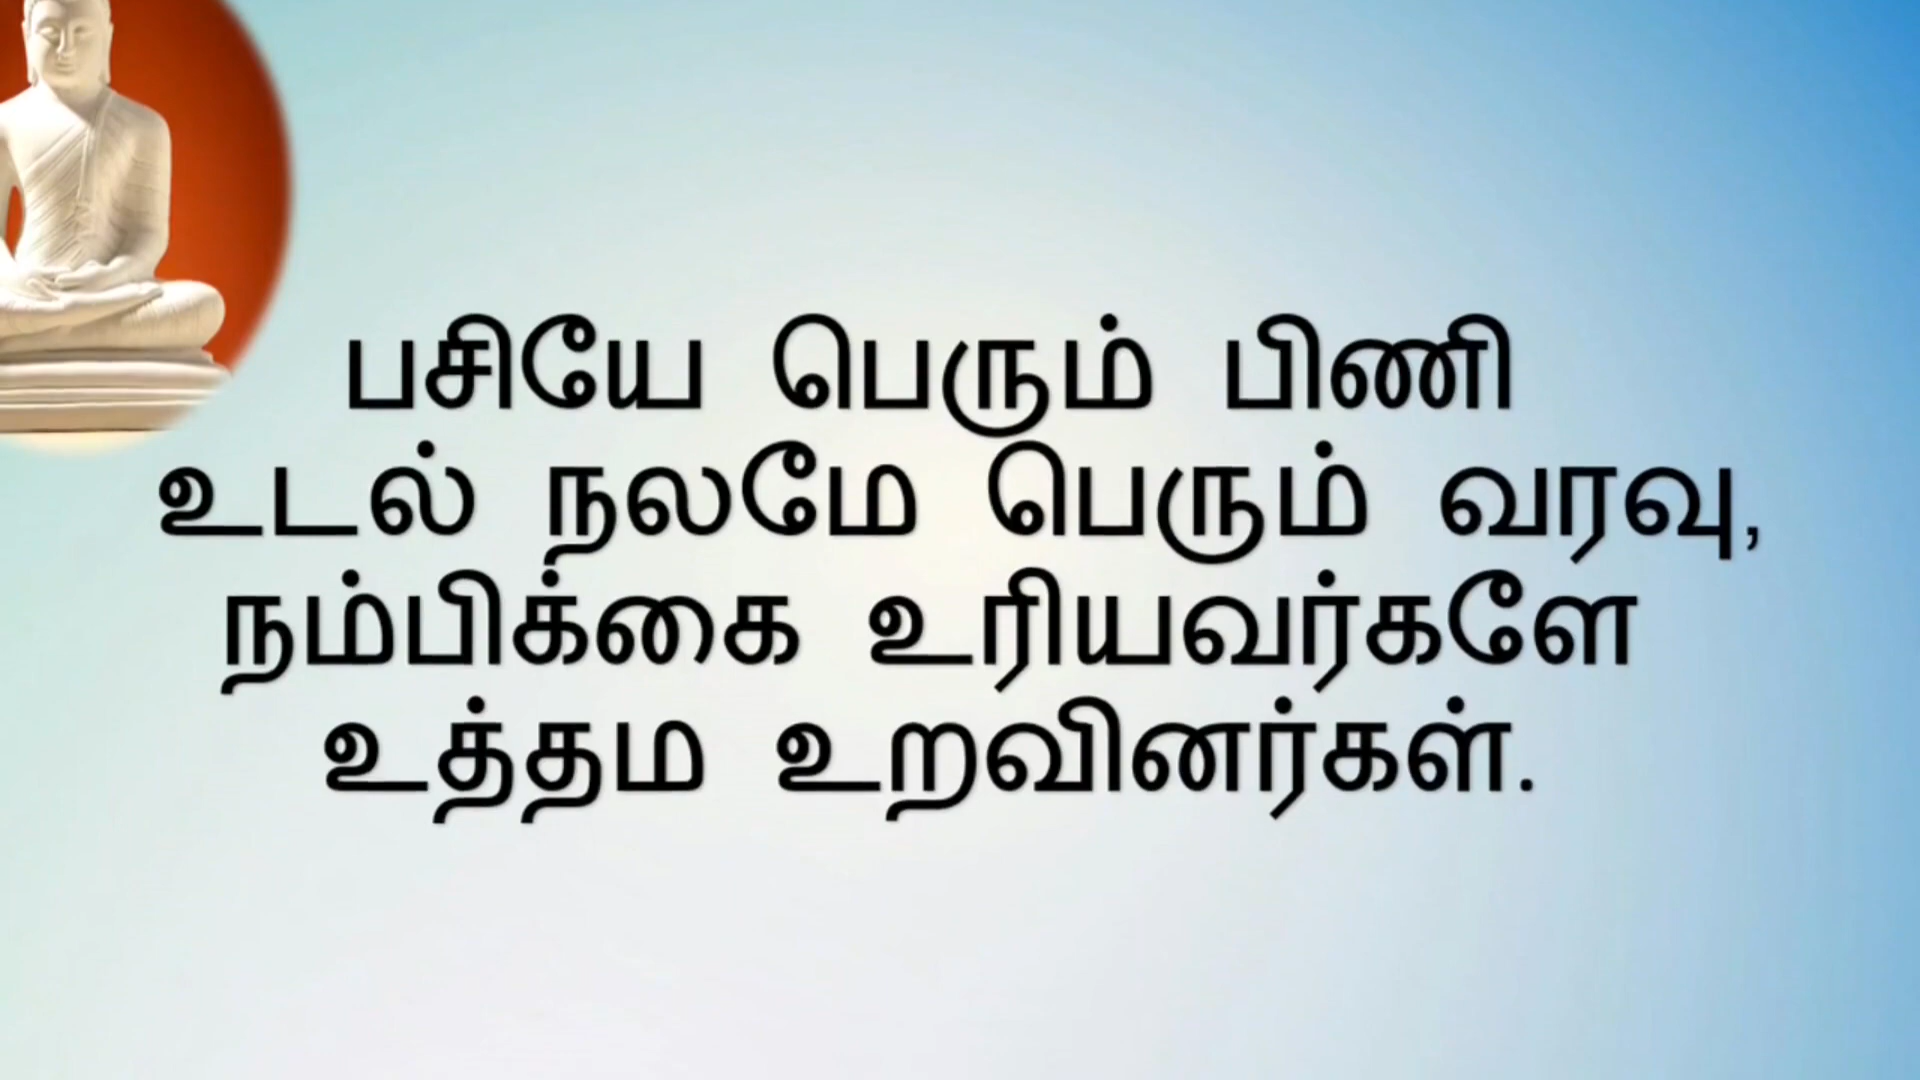 பசியே பெரும் பிணி
உடல் நலமே பெரும் வரவு,
நம்பிக்கை உரியவர்களே
உத்தம உறவினர்கள்.